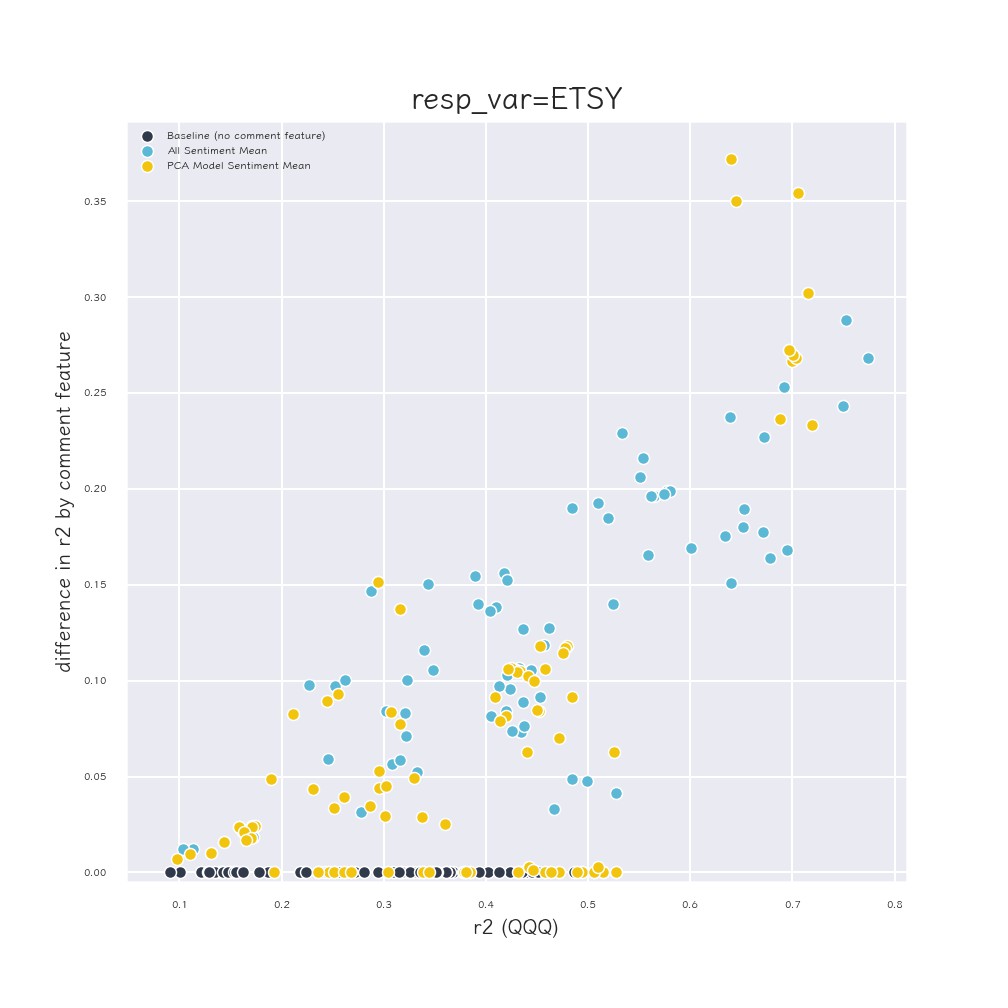 resp_var=ETSY
Baseline (no comment feature)
All Sentiment Mean
PCA Model Sentiment Mean
difference in r2 by comment feature
0.35
0.30
0.25
0.20
0.15
0.10
0.05
0.00
0.1 0.2 0.3 0.4 0.5 0.6 0.7 0.8
r2 (QQQ)